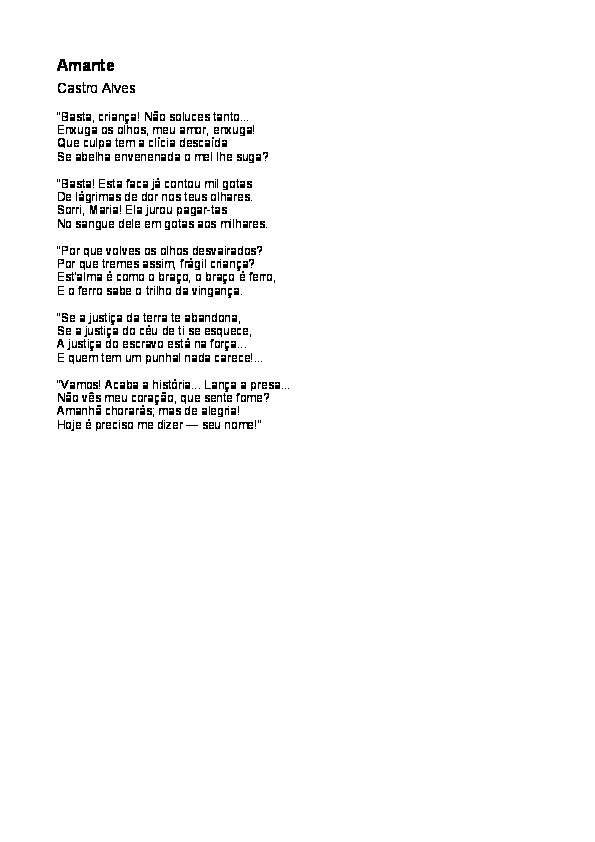 Amante
Castro Alves
"Basta, criança! Não soluces tanto...
Enxuga os olhos, meu amor, enxuga!
Que culpa tem a clícia descaída
Se abelha envenenada o mel lhe suga?
"Basta! Esta faca já contou mil gotas
De lágrimas de dor nos teus olhares.
Sorri, Maria! Ela jurou pagar-tas
No sangue dele em gotas aos milhares.
"Por que volves os olhos desvairados?
Por que tremes assim, frágil criança?
Est'alma é como o braço, o braço é ferro,
E o ferro sabe o trilho da vingança.
"Se a justiça da terra te abandona,
Se a justiça do céu de ti se esquece,
A justiça do escravo está na força...
E quem tem um punhal nada carece!...
"Vamos! Acaba a história... Lança a presa...
Não vês meu coração, que sente fome?
Amanhã chorarás; mas de alegria!
Hoje é preciso me dizer — seu nome!"